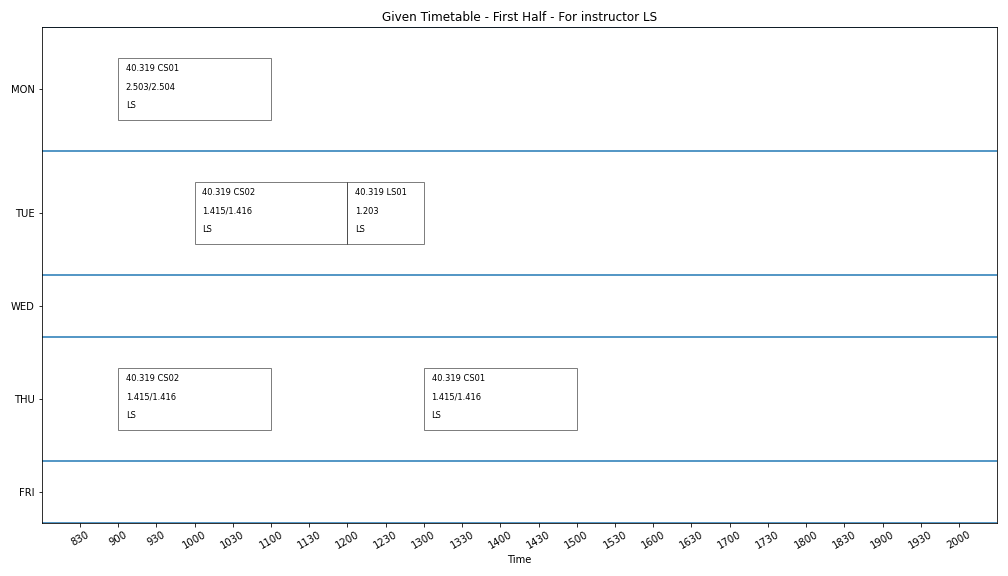 Given Timetable - First Half - For instructor LS
MON
40.319 CS01
2.503/2.504
LS
TUE
40.319 CS02
1.415/1.416
LS
40.319 LS01
1.203
LS
WED
THU
40.319 CS02
1.415/1.416
LS
40.319 CS01
1.415/1.416
LS
FRI
830 900 930 1000 1030 1100 1130 1200 1230 1300 1330 1400 1430 1500 1600 1630 1700 1730 1800 1830 1900 1930 2000
Time